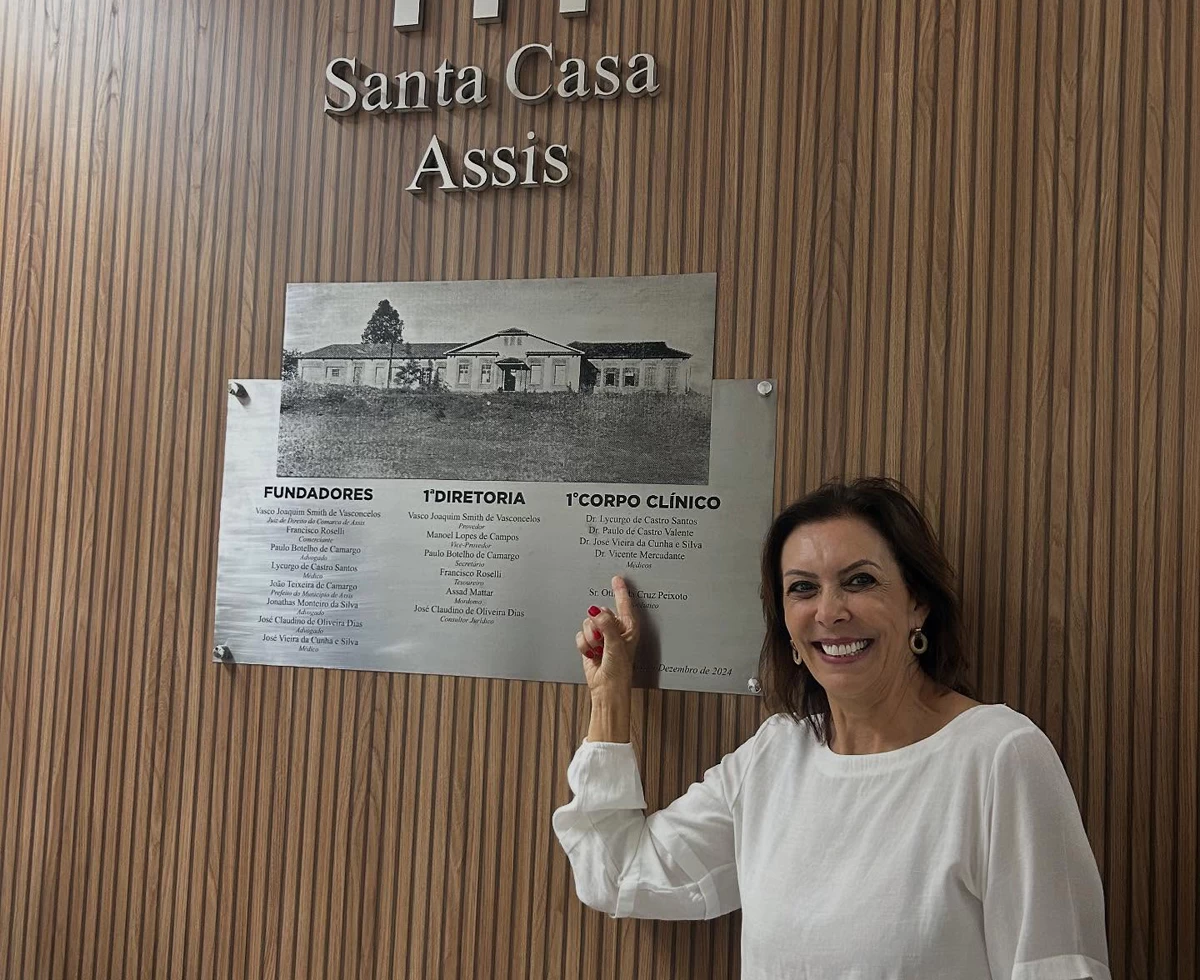 Santa Casa
Assis
FUNDADORES
Vasco Joaquim Smith de Vasconcelos
Juiz de Direito da Comarca de Assis
Francisco Roselli
Comerciante
Paulo Botelho de Camargo
Advogado
Lycurgo de Castro Santos
Médico
João Teixeira de Camargo
Prefeito do Município de Assis
Jonathas Monteiro da Silva
Advogado
José Claudino de Oliveira Dias
Advogado
José Vieira da Cunha e Silva
Médico
1ªDIRETORIA
Vasco Joaquim Smith de Vasconcelos
Provedor
Manoel Lopes de Campos
Vice-Provedor
Paulo Botelho de Camargo
Secretário
Francisco Roselli
Tesoureiro
Assad Mattar
Mordomo
José Claudino de Oliveira Dias
Consultor Jurídico
1°CORPO CLÍNICO
Dr. Lycurgo de Castro Santos
Dr. Paulo de Castro Valente
Dr. José Vieira da Cunha e Silva
Dr. Vicente Mercadante
Médicos
Sr. Cruz Peixoto
Dezembro de 2024